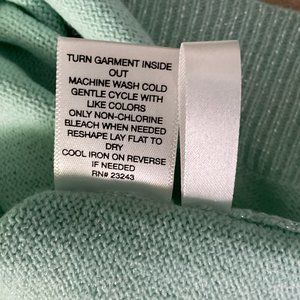 TURN GARMENT INSIDE
OUT
MACHINE WASH COLD
GENTLE CYCLE WITH
LIKE COLORS
ONLY NON-CHLORINE
BLEACH WHEN NEEDED
RESHAPE LAY FLAT TO
DRY
COOL IRON ON REVERSE
IF NEEDED
RN# 23243